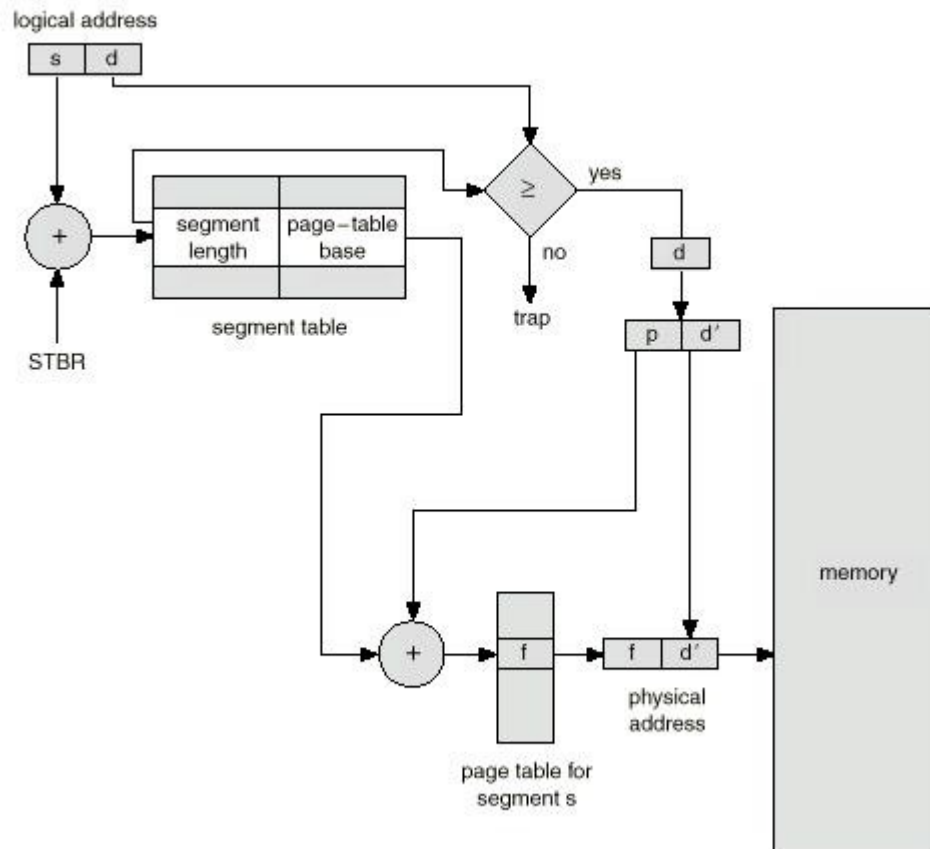 logical address
s d
≥
yes
segment length
page–table base
+
no
d
trap
segment table
p d′
STBR
memory
+
f
f d′
physical address
page table for segment s